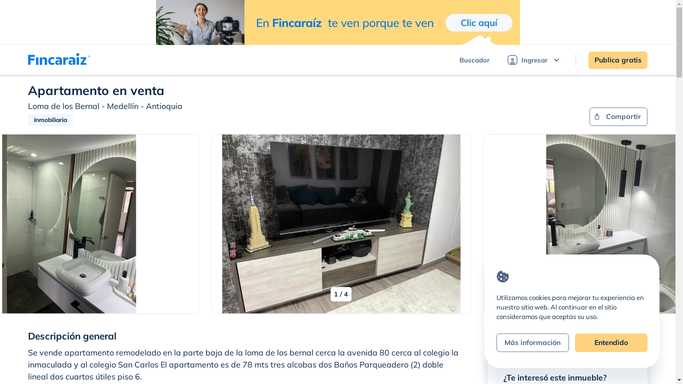 En Fincaraíz te ven porque te ven
Clic aquí
Fincaraiz
Buscador
Ingresar
Publica gratis
Apartamento en venta
Loma de los Bernal - Medellín - Antioquia
Inmobiliaria
Compartir
1 / 4
Utilizamos cookies para mejorar tu experiencia en
nuestro sitio web. Al continuar en el sitio
consideramos que aceptas su uso.
Más información
Entendido
Descripción general
Se vende apartamento remodelado en la parte baja de la loma de los bernal cerca la avenida 80 cerca al colegio la
inmaculada y al colegio San Carlos El apartamento es de 78 mts tres alcobas dos Baños Parqueadero (2) doble
lineal dos cuartos útiles piso 6.
¿Te interesó este inmueble?